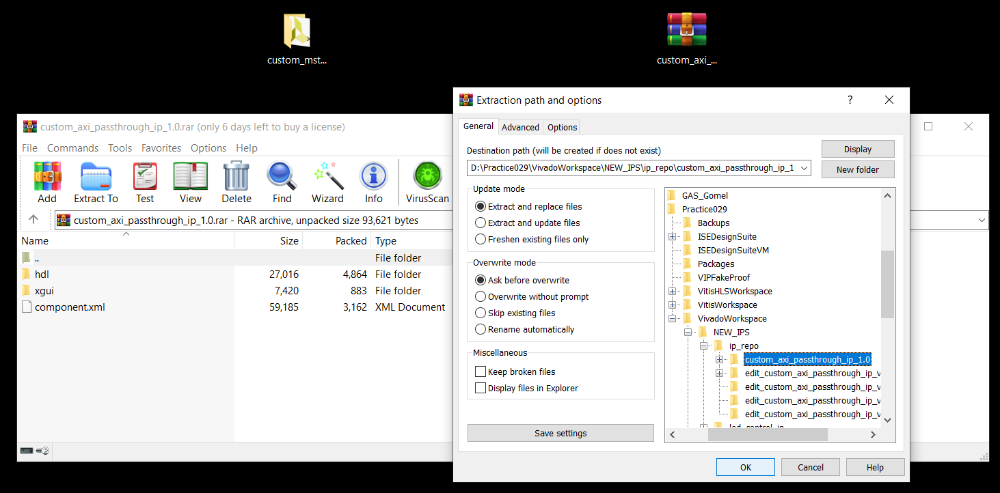 custom_mst...
custom_axi_...
custom_axi_passthrough_ip_1.0.rar (only 6 days left to buy a license)
File Commands Tools Favorites Options Help
Add Extract To Test View Delete Find Wizard Info VirusScan
custom_axi_passthrough_ip_1.0.rar - RAR archive, unpacked size 93,621 bytes
Name Size Packed Type
.. File folder
hdl 27,016 4,864 File folder
xgui 7,420 883 File folder
component.xml 59,185 3,162 XML Document
Extraction path and options ?
General Advanced Options
Destination path (will be created if does not exist)
D:\Practice029\VivadoWorkspace\NEW_IPS\ip_repo\custom_axi_passthrough_ip_1
Display
New folder
Update mode
Extract and replace files
Extract and update files
Freshen existing files only
Overwrite mode
Ask before overwrite
Overwrite without prompt
Skip existing files
Rename automatically
Miscellaneous
Keep broken files
Display files in Explorer
Save settings
GAS_Gomel
Practice029
Backups
ISEDesignSuite
ISEDesignSuiteVM
Packages
VIPFakeProof
VitisHLSWorkspace
VitisWorkspace
VivadoWorkspace
NEW_IPS
ip_repo
custom_axi_passthrough_ip_1.0
edit_custom_axi_passthrough_ip_v
edit_custom_axi_passthrough_ip_v
edit_custom_axi_passthrough_ip_v
edit_custom_axi_passthrough_ip_v
led_control_ip
OK Cancel Help